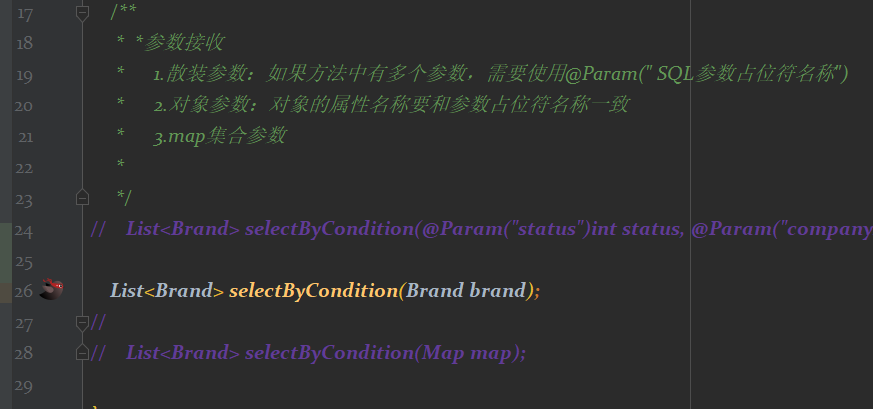 17 /**
18 * *参数接收
19 * 1.散装参数：如果方法中有多个参数，需要使用@Param(" SQL参数占位符名称")
20 * 2.对象参数：对象的属性名称要和参数占位符名称一致
21 * 3.map集合参数
22 *
23 */
24 // List<Brand> selectByCondition(@Param("status")int status, @Param("company
25
26 List<Brand> selectByCondition(Brand brand);
27 //
28 // List<Brand> selectByCondition(Map map);
29